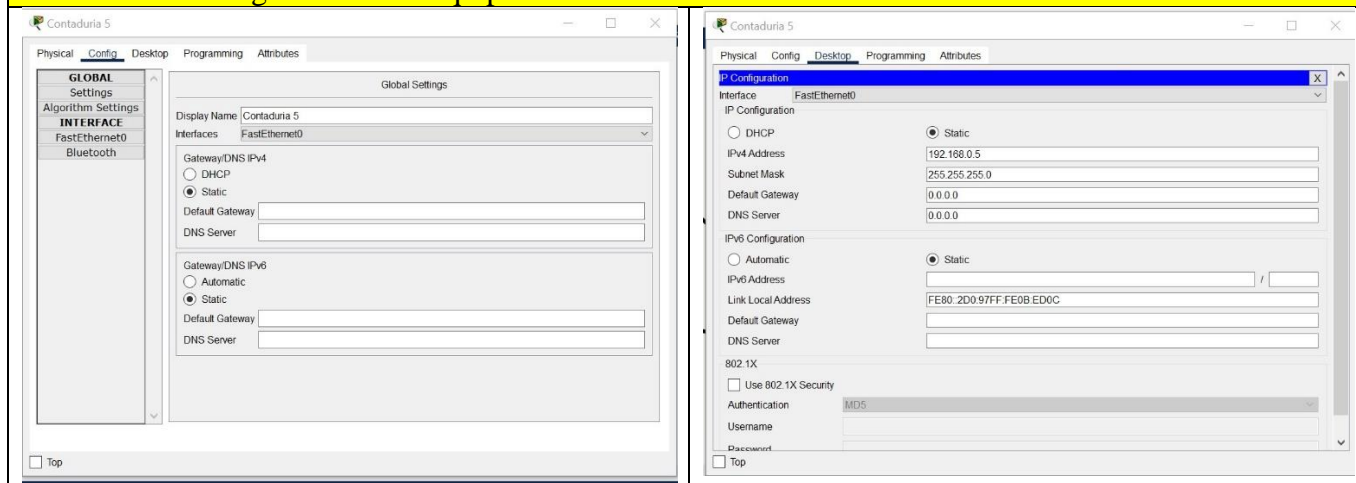 Contaduria 5
Physical Config Desktop Programming Attributes
GLOBAL
Settings
Algorithm Settings
INTERFACE
FastEthernet0
Bluetooth
Global Settings
Display Name Contaduria 5
Interfaces FastEthernet0
Gateway/DNS IPv4
DHCP
Static
Default Gateway
DNS Server
Gateway/DNS IPv6
Automatic
Static
Default Gateway
DNS Server
Top
Contaduria 5
Physical Config Desktop Programming Attributes
IP Configuration X
Interface FastEthernet0
IP Configuration
DHCP Static
IPv4 Address 192.168.0.5
Subnet Mask 255.255.255.0
Default Gateway 0.0.0.0
DNS Server 0.0.0.0
IPv6 Configuration
Automatic Static
IPv6 Address /
Link Local Address FE80::2D0:97FF:FE0B:ED0C
Default Gateway
DNS Server
802.1X
Use 802.1X Security
Authentication MD5
Username
Password
Top